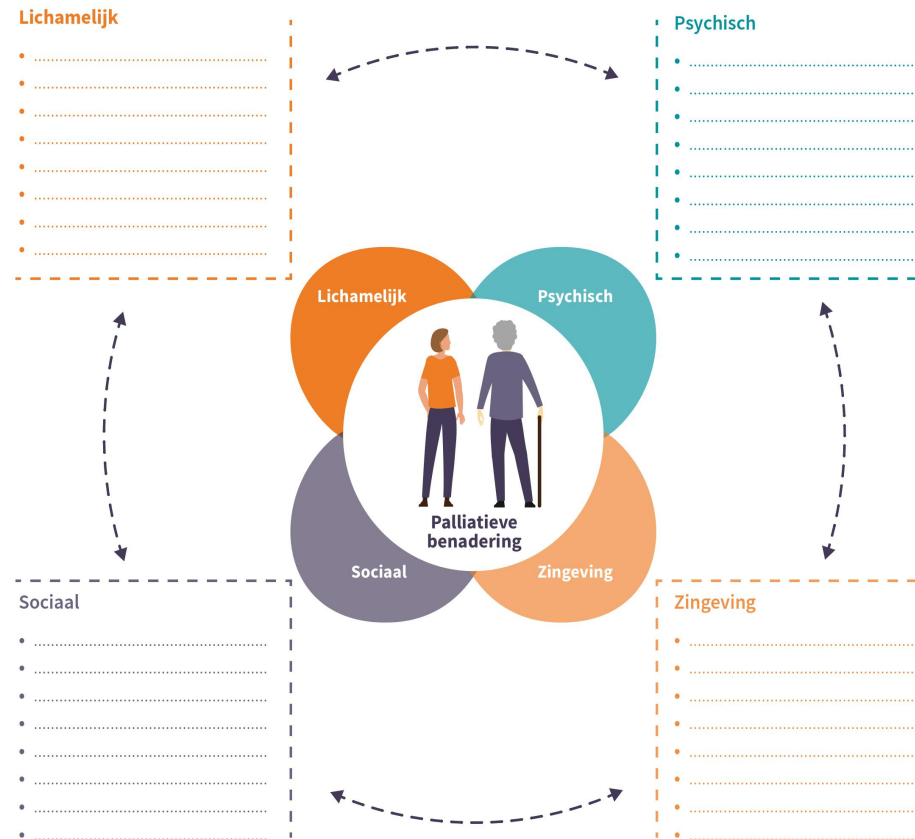 Lichamelijk
Psychisch
Lichamelijk
Psychisch
Palliatieve
benadering
Sociaal
Zingeving
Sociaal
Zingeving